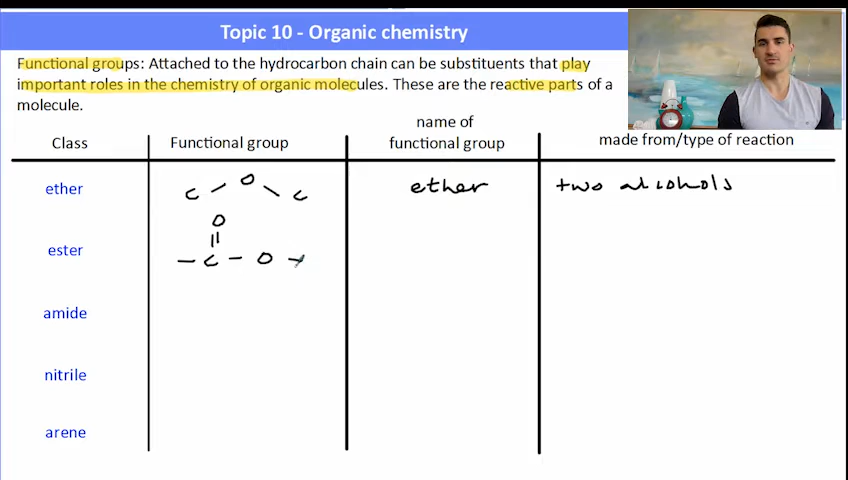 Topic 10 - Organic chemistry
Functional groups: Attached to the hydrocarbon chain can be substituents that play
important roles in the chemistry of organic molecules. These are the reactive parts of a
molecule.
Class
Functional group
name of
functional group
made from/type of reaction
ether
C O C
ether
two alcohols
ester
O
C - O -
amide
nitrile
arene